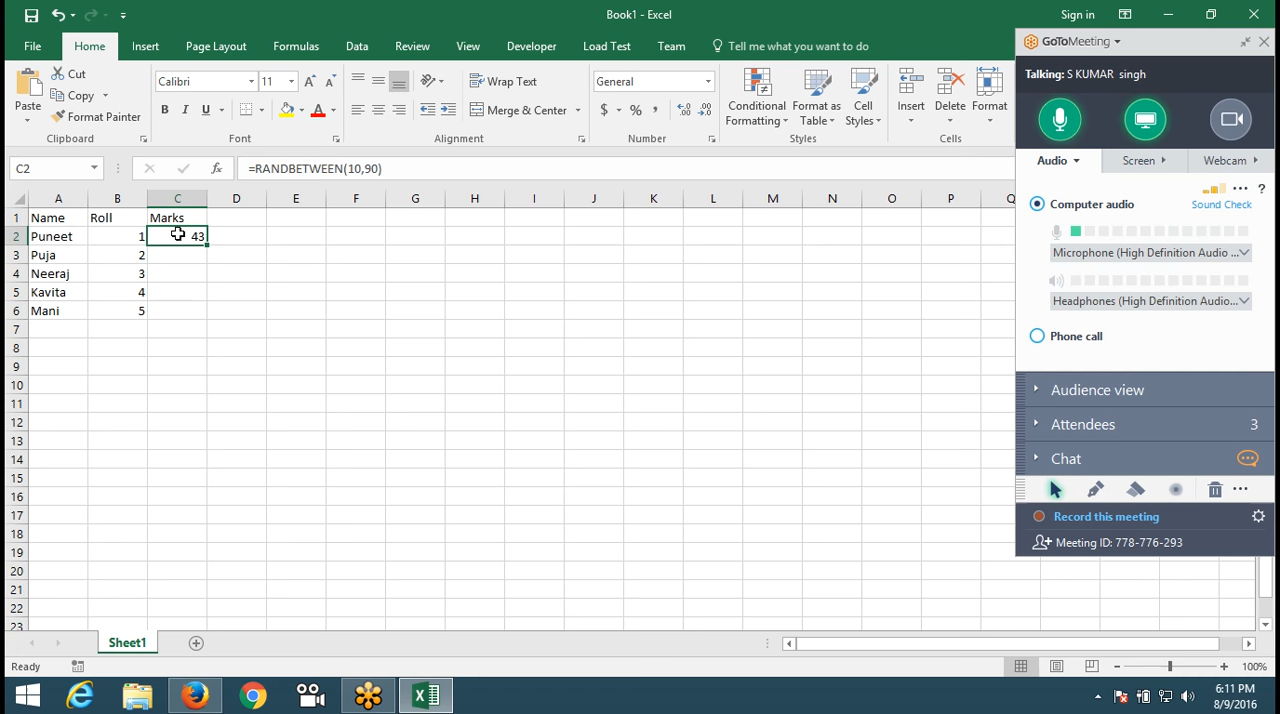 Book1 - Excel
Sign in
File Home Insert Page Layout Formulas Data Review View Developer Load Test Team Tell me what you want to do
Paste
Cut
Copy
Format Painter
Clipboard
Calibri 11
B I U
Font
Wrap Text
Merge & Center
Alignment
General
$ % ,
Number
Conditional Formatting
Format as Table
Cell Styles
Styles
Insert Delete Format
Cells
C2 fx =RANDBETWEEN(10,90)
A B C D E F G H I J K L M N O P Q
1 Name Roll Marks
2 Puneet 1 43
3 Puja 2
4 Neeraj 3
5 Kavita 4
6 Mani 5
7
8
9
10
11
12
13
14
15
16
17
18
19
20
21
22
23
Sheet1
Ready
100%
GoToMeeting
Talking: S KUMAR singh
Audio Screen Webcam
?
Computer audio
Sound Check
Microphone (High Definition Audio ...
Headphones (High Definition Audio...
Phone call
Audience view
Attendees 3
Chat
Record this meeting
Meeting ID: 778-776-293
6:11 PM
8/9/2016